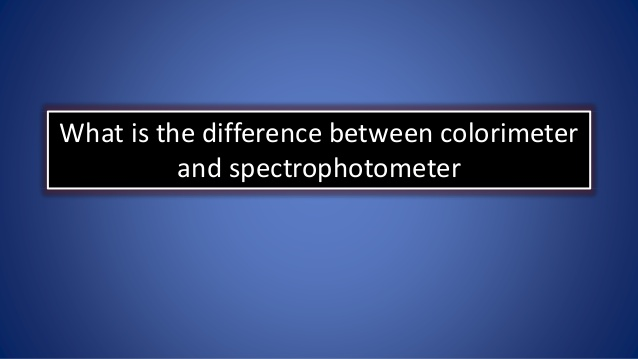 What is the difference between colorimeter
and spectrophotometer